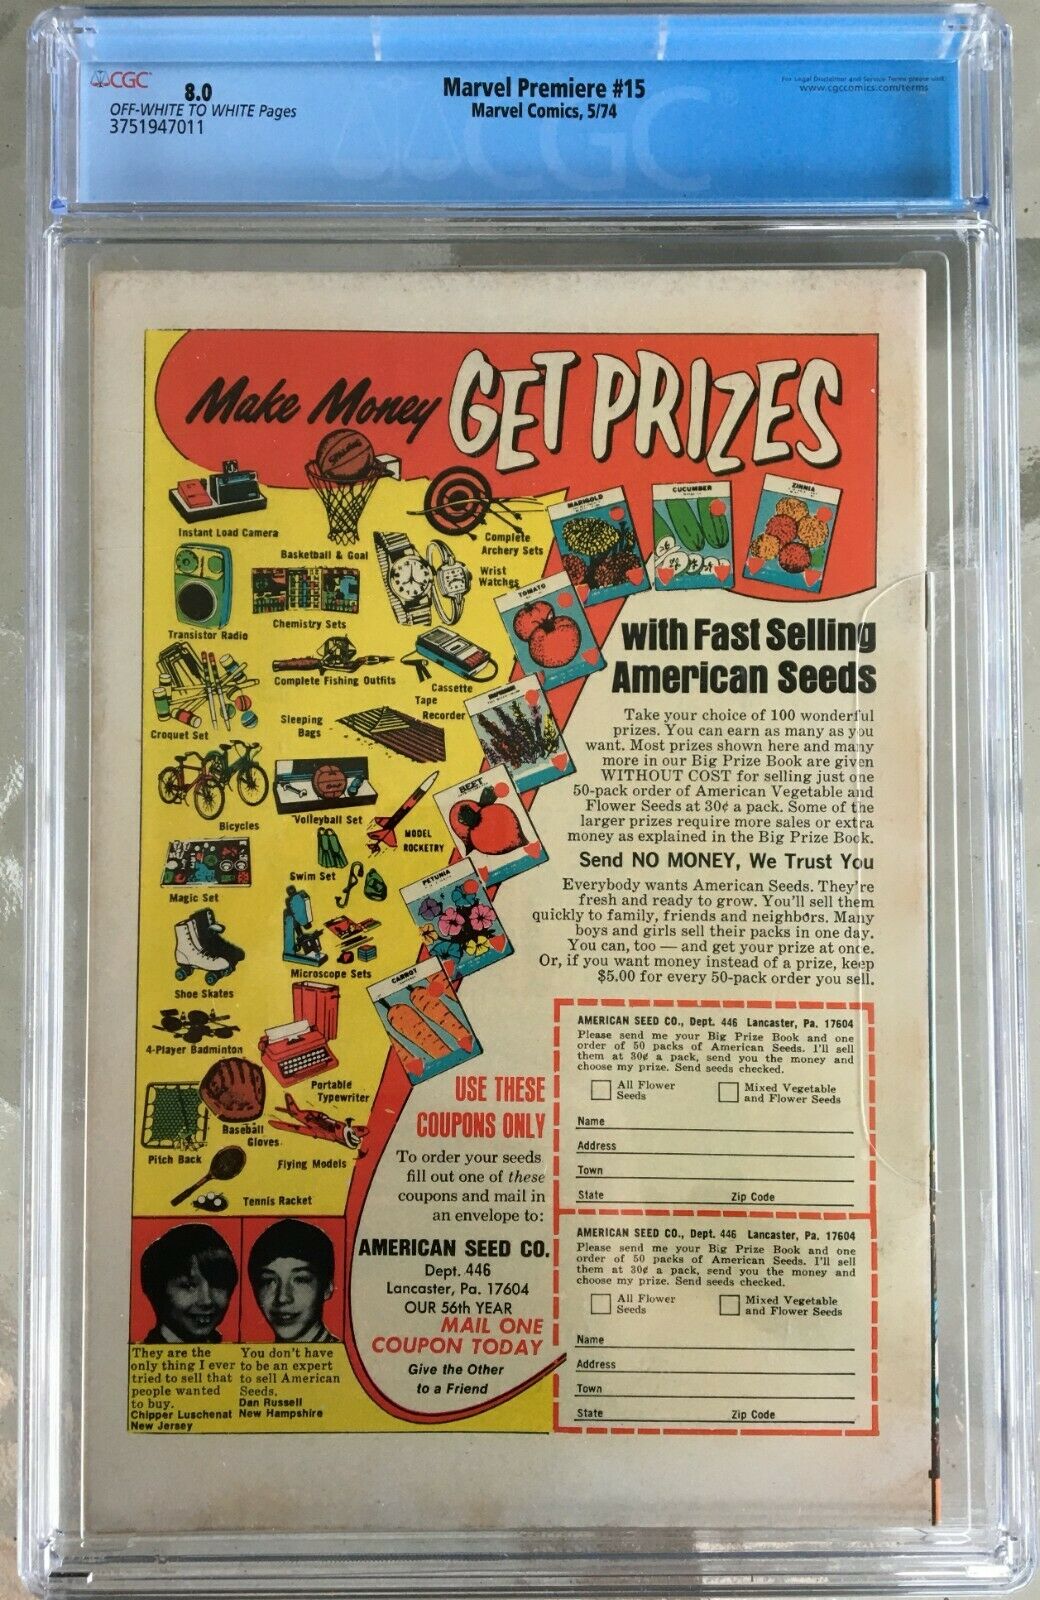 CGC
8.0
OFF-WHITE TO WHITE Pages
3751947011
Marvel Premiere #15
Marvel Comics, 5/74
For Legal Disclaimer and Service Terms please visit:
www.cgccomics.com/terms
CGC
Make Money GET PRIZES
Instant Load Camera
SPALDING
Basketball & Goal
Complete
Archery Sets
Wrist
Watches
Transistor Radio
Chemistry Sets
Complete Fishing Outfits
Cassette
Tape
Recorder
Croquet Set
Sleeping
Bags
Bicycles
Volleyball Set
MODEL
ROCKETRY
Magic Set
Swim Set
Shoe Skates
Microscope Sets
4-Player Badminton
Portable
Typewriter
Pitch Back
Baseball
Gloves
Flying Models
Tennis Racket
MARIGOLD
CUCUMBER
ZINNIA
TOMATO
BEET
PETUNIA
CARROT
with Fast Selling
American Seeds
Take your choice of 100 wonderful
prizes. You can earn as many as you
want. Most prizes shown here and many
more in our Big Prize Book are given
WITHOUT COST for selling just one
50-pack order of American Vegetable and
Flower Seeds at 30¢ a pack. Some of the
larger prizes require more sales or extra
money as explained in the Big Prize Book.
Send NO MONEY, We Trust You
Everybody wants American Seeds. They're
fresh and ready to grow. You'll sell them
quickly to family, friends and neighbors. Many
boys and girls sell their packs in one day.
You can, too — and get your prize at once.
Or, if you want money instead of a prize, keep
$5.00 for every 50-pack order you sell.
USE THESE
COUPONS ONLY
To order your seeds
fill out one of these
coupons and mail in
an envelope to:
AMERICAN SEED CO.
Dept. 446
Lancaster, Pa. 17604
OUR 56th YEAR
MAIL ONE
COUPON TODAY
Give the Other
to a Friend
AMERICAN SEED CO., Dept. 446 Lancaster, Pa. 17604
Please send me your Big Prize Book and one
order of 50 packs of American Seeds. I'll sell
them at 30¢ a pack, send you the money and
choose my prize. Send seeds checked.
All Flower
Seeds
Mixed Vegetable
and Flower Seeds
Name
Address
Town
State Zip Code
AMERICAN SEED CO., Dept. 446 Lancaster, Pa. 17604
Please send me your Big Prize Book and one
order of 50 packs of American Seeds. I'll sell
them at 30¢ a pack, send you the money and
choose my prize. Send seeds checked.
All Flower
Seeds
Mixed Vegetable
and Flower Seeds
Name
Address
Town
State Zip Code
They are the
only thing I ever
tried to sell that
people wanted
to buy.
Chipper Luschenat
New Jersey
You don't have
to be an expert
to sell American
Seeds.
Dan Russell
New Hampshire